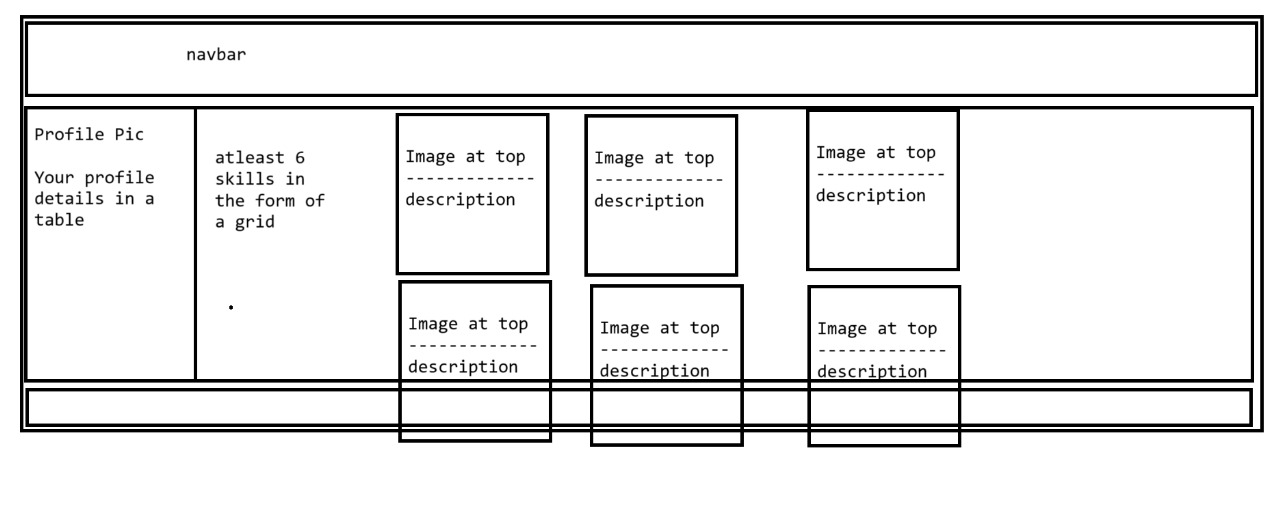 navbar
Profile Pic
Your profile
details in a
table
atleast 6
skills in
the form of
a grid
Image at top
-------------
description
Image at top
-------------
description
Image at top
-------------
description
Image at top
-------------
description
Image at top
-------------
description
Image at top
-------------
description